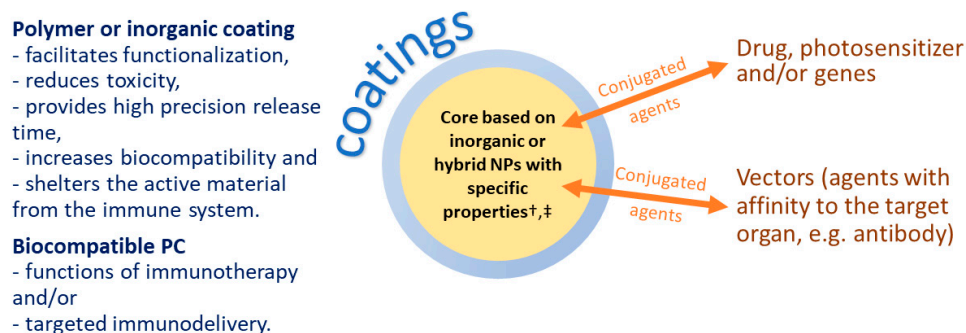 Polymer or inorganic coating
- facilitates functionalization,
- reduces toxicity,
- provides high precision release
time,
- increases biocompatibility and
- shelters the active material
from the immune system.
Biocompatible PC
- functions of immunotherapy
and/or
- targeted immunodelivery.
coatings
Core based on
inorganic or
hybrid NPs with
specific
properties†,‡
Conjugated
agents
Drug, photosensitizer
and/or genes
Conjugated
agents
Vectors (agents with
affinity to the target
organ, e.g. antibody)